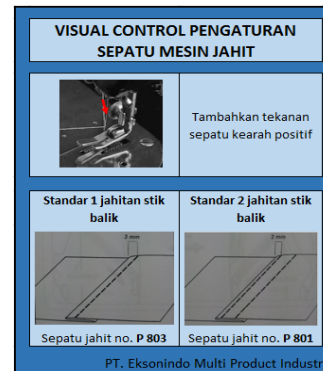 VISUAL CONTROL PENGATURAN
SEPATU MESIN JAHIT
Tambahkan tekanan
sepatu kearah positif
Standar 1 jahitan stik
balik
Standar 2 jahitan stik
balik
2 mm
2 mm
Sepatu jahit no. P 803
Sepatu jahit no. P 801
PT. Eksonindo Multi Product Industr